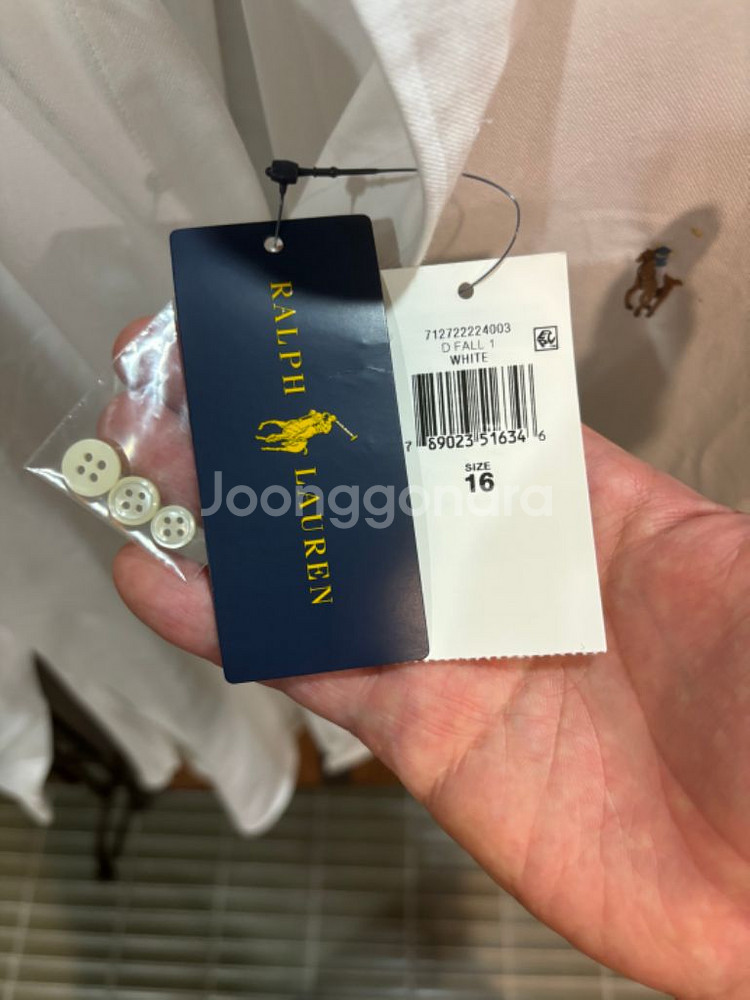 RALPH LAUREN
712722224003
D FALL 1
WHITE
7 89023 51634 6
SIZE
16
Joonggonara